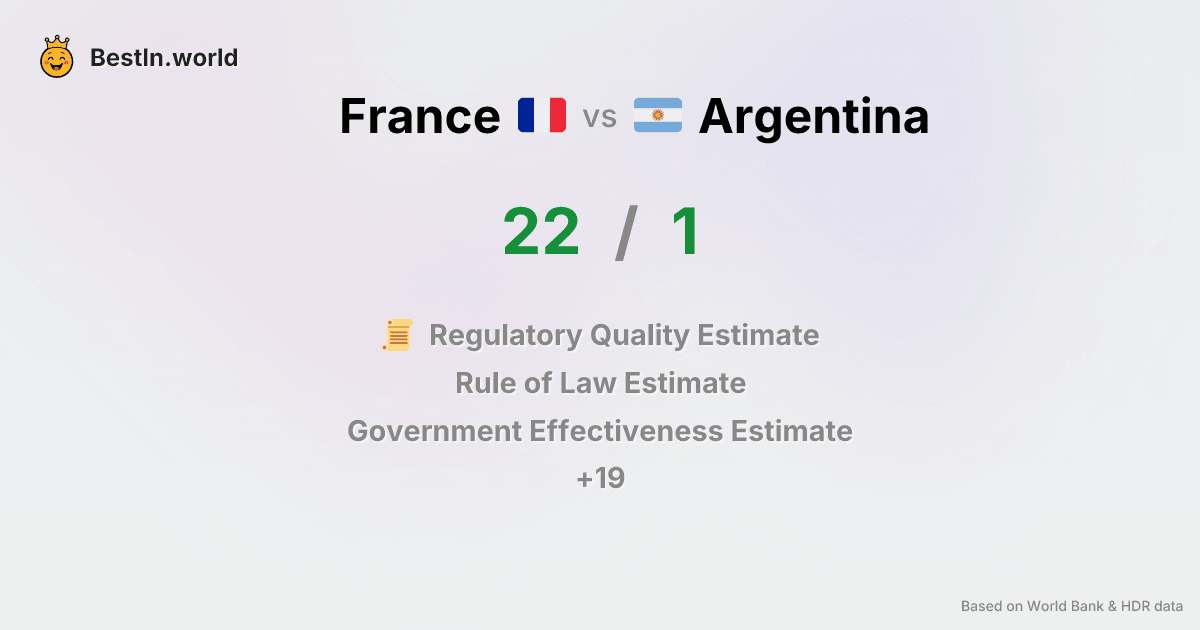 BestIn.world
France vs Argentina
22 / 1
Regulatory Quality Estimate
Rule of Law Estimate
Government Effectiveness Estimate
+19
Based on World Bank & HDR data